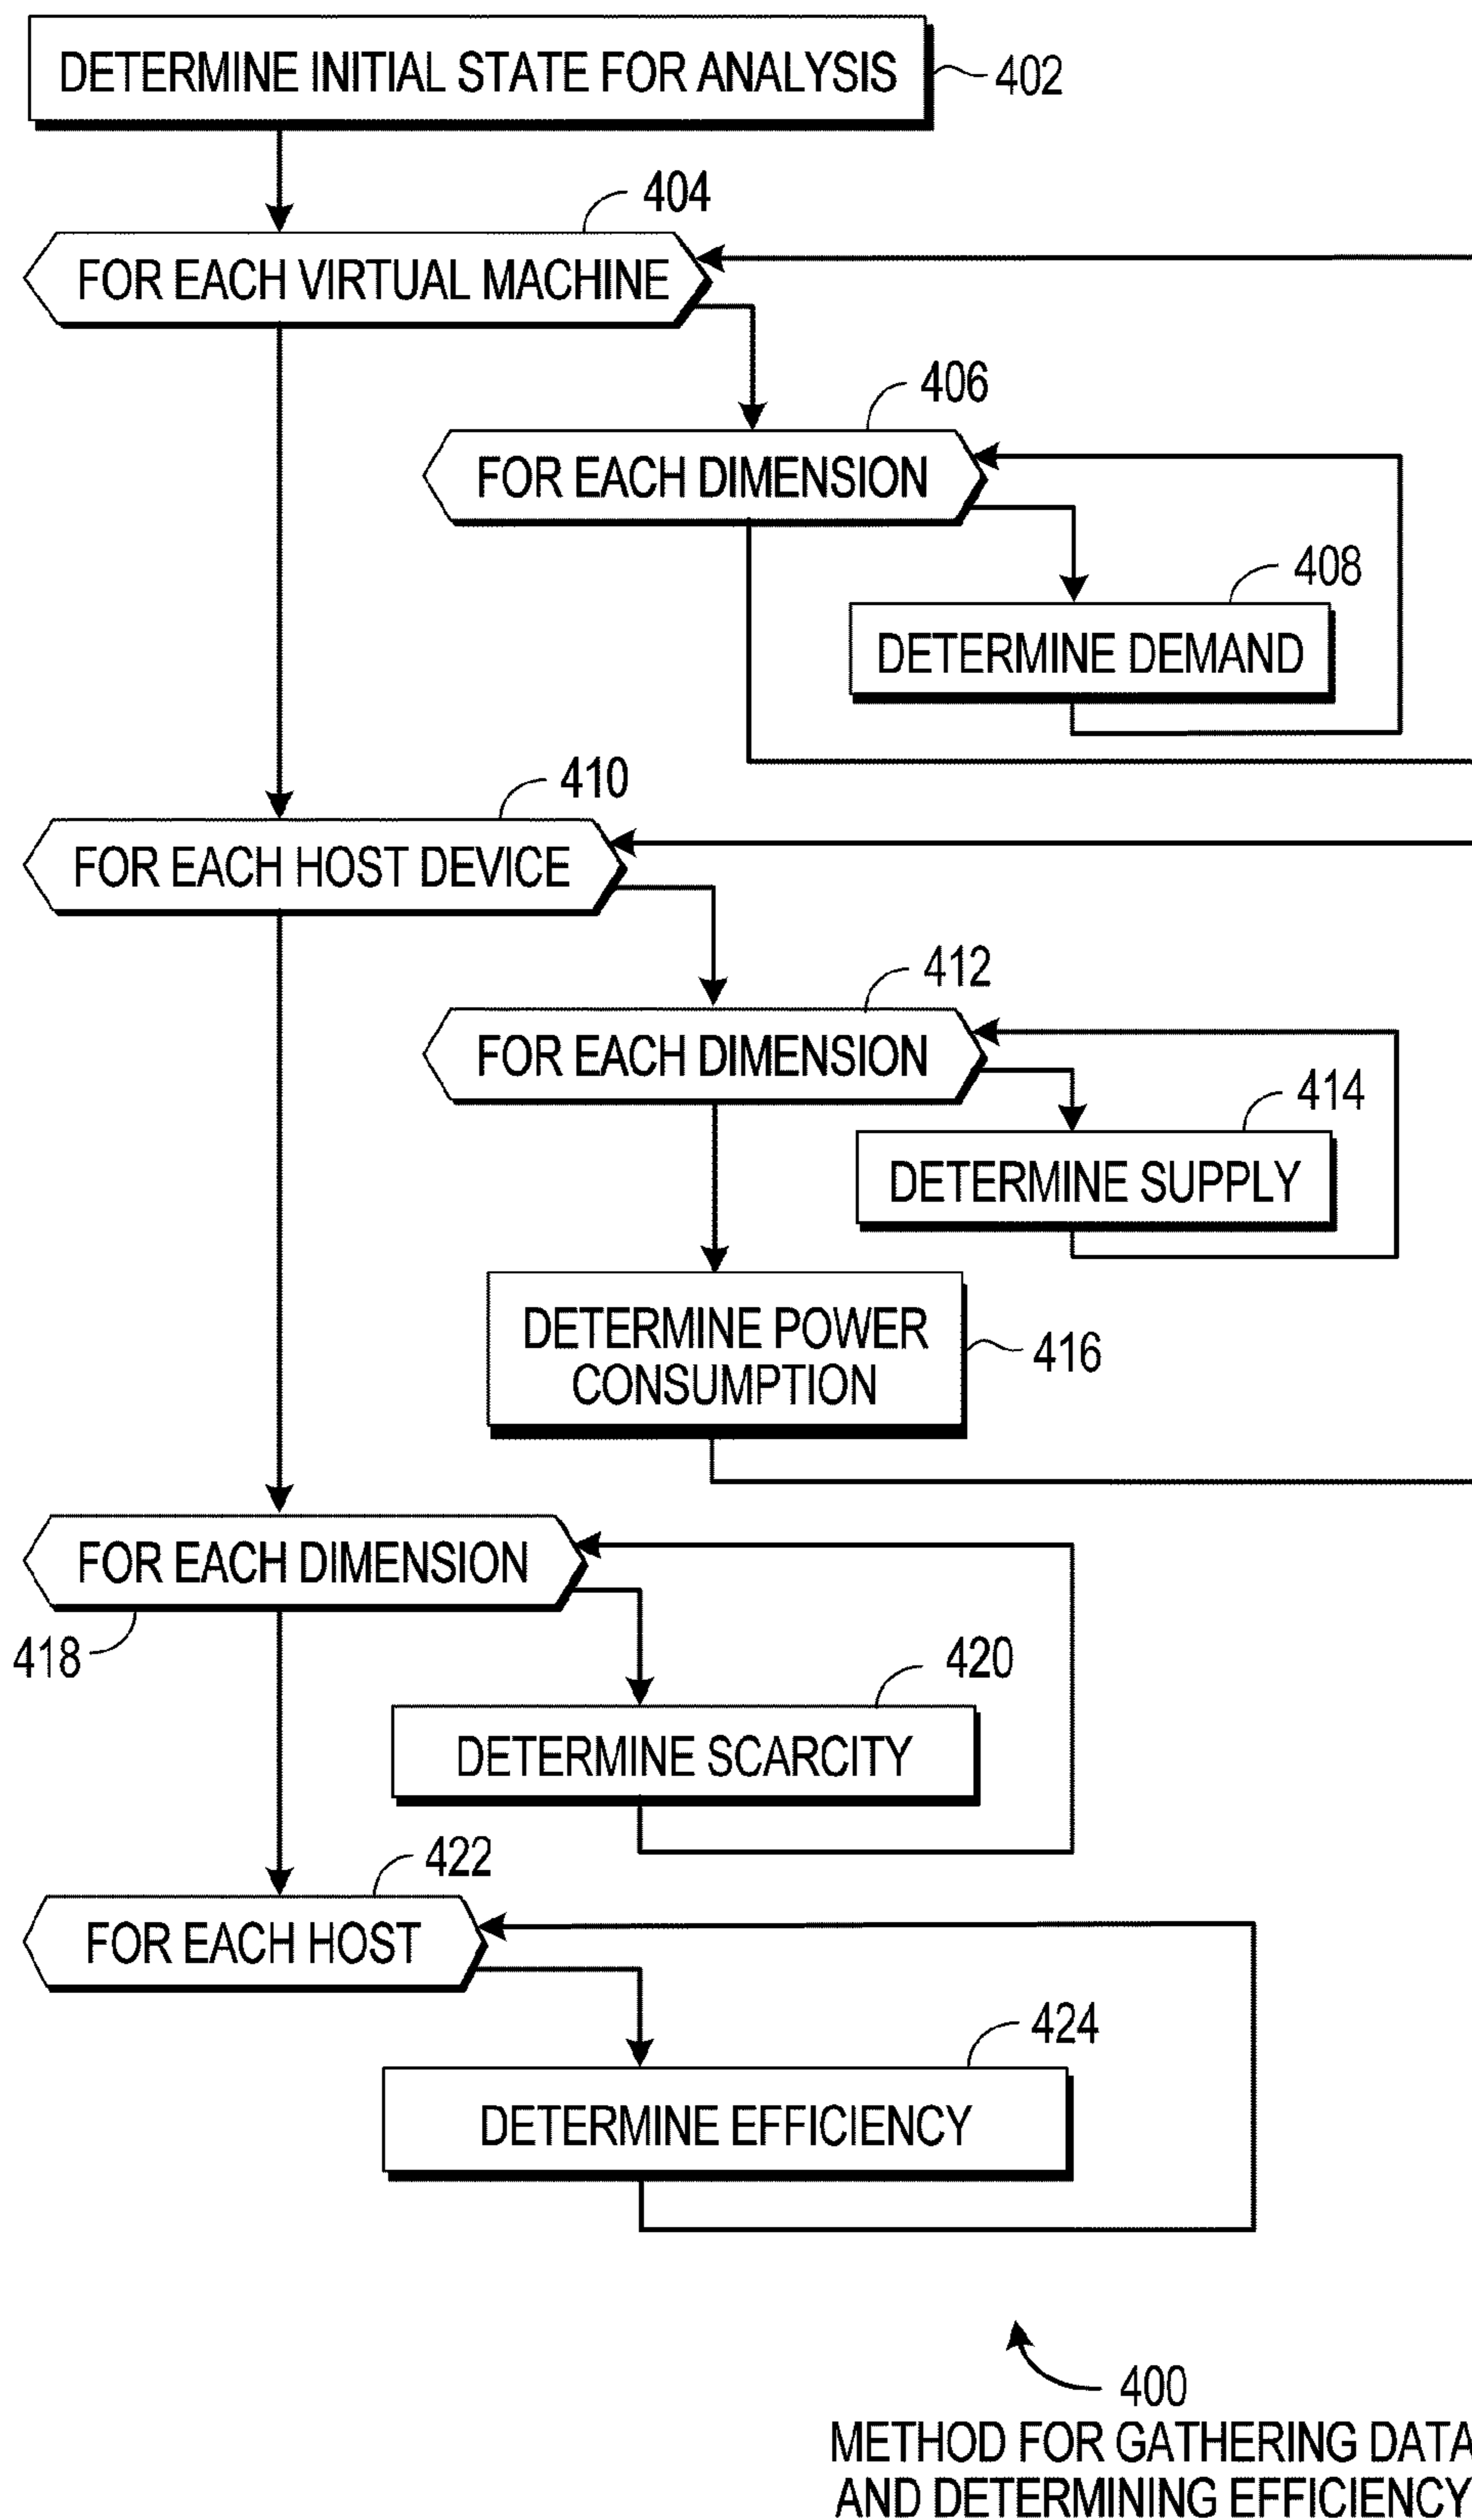 DETERMINE INITIAL STATE FOR ANALYSIS
402
404
FOR EACH VIRTUAL MACHINE
406
FOR EACH DIMENSION
408
DETERMINE DEMAND
410
FOR EACH HOST DEVICE
412
FOR EACH DIMENSION
414
DETERMINE SUPPLY
DETERMINE POWER
CONSUMPTION
416
FOR EACH DIMENSION
418
420
DETERMINE SCARCITY
422
FOR EACH HOST
424
DETERMINE EFFICIENCY
400
METHOD FOR GATHERING DATA
AND DETERMINING EFFICIENCY